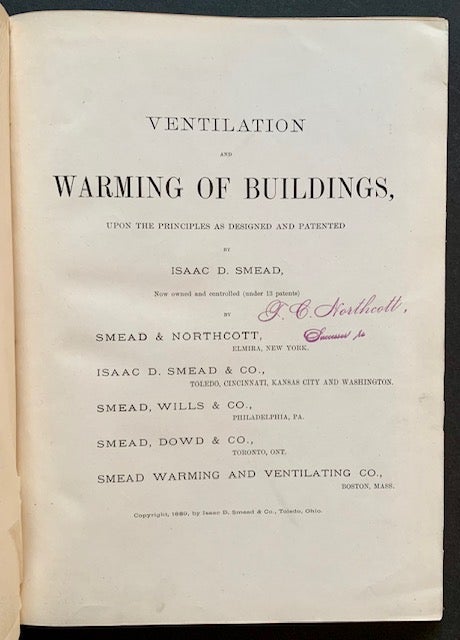 VENTILATION
AND
WARMING OF BUILDINGS,
UPON THE PRINCIPLES AS DESIGNED AND PATENTED
BY
ISAAC D. SMEAD,
Now owned and controlled (under 13 patents)
BY
T. C. Northcott,
Successor to
SMEAD & NORTHCOTT,
ELMIRA, NEW YORK.
ISAAC D. SMEAD & CO.,
TOLEDO, CINCINNATI, KANSAS CITY AND WASHINGTON.
SMEAD, WILLS & CO.,
PHILADELPHIA, PA.
SMEAD, DOWD & CO.,
TORONTO, ONT.
SMEAD WARMING AND VENTILATING CO.,
BOSTON, MASS.
Copyright, 1889, by Isaac D. Smead & Co., Toledo, Ohio.